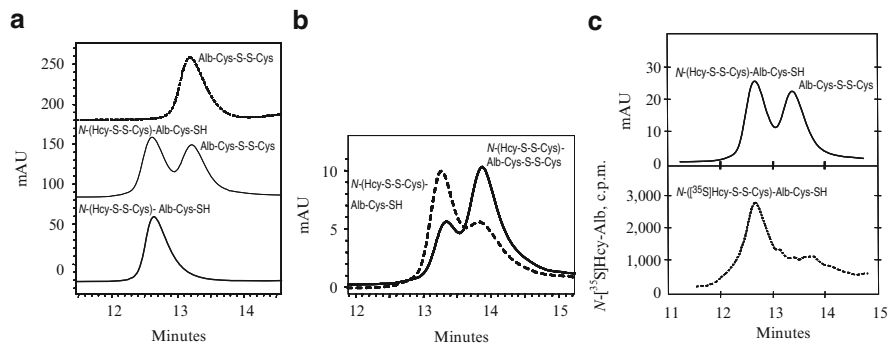 a
mAU
250
200
150
100
50
0
Alb-Cys-S-S-Cys
N-(Hcy-S-S-Cys)-Alb-Cys-SH
Alb-Cys-S-S-Cys
N-(Hcy-S-S-Cys)- Alb-Cys-SH
12
13
14
Minutes
b
mAU
10
5
0
N-(Hcy-S-S-Cys)-
Alb-Cys-SH
N-(Hcy-S-S-Cys)-
Alb-Cys-S-S-Cys
12
13
14
15
Minutes
c
mAU
40
30
20
10
0
N-(Hcy-S-S-Cys)-Alb-Cys-SH
Alb-Cys-S-S-Cys
N-[³⁵S]Hcy-Alb, c.p.m.
3,000
2,000
1,000
0
N-([³⁵S]Hcy-S-S-Cys)-Alb-Cys-SH
11
12
13
14
15
Minutes